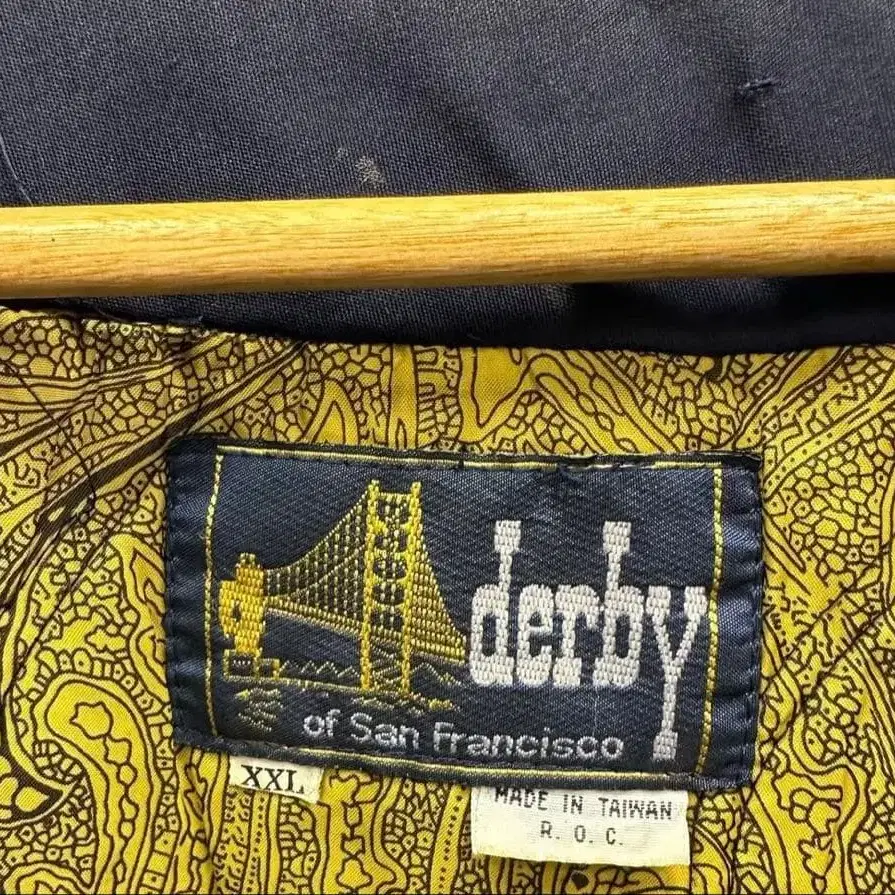 derby
of San Francisco
XXL
MADE IN TAIWAN
R. O. C.